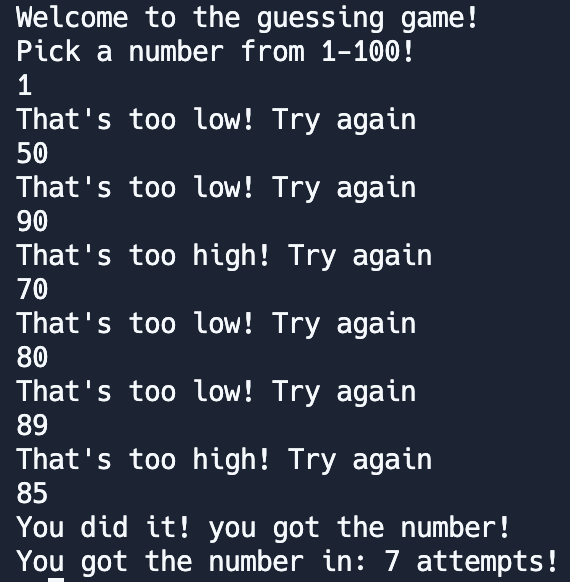 Welcome to the guessing game!
Pick a number from 1-100!
1
That's too low! Try again
50
That's too low! Try again
90
That's too high! Try again
70
That's too low! Try again
80
That's too low! Try again
89
That's too high! Try again
85
You did it! you got the number!
You got the number in: 7 attempts!